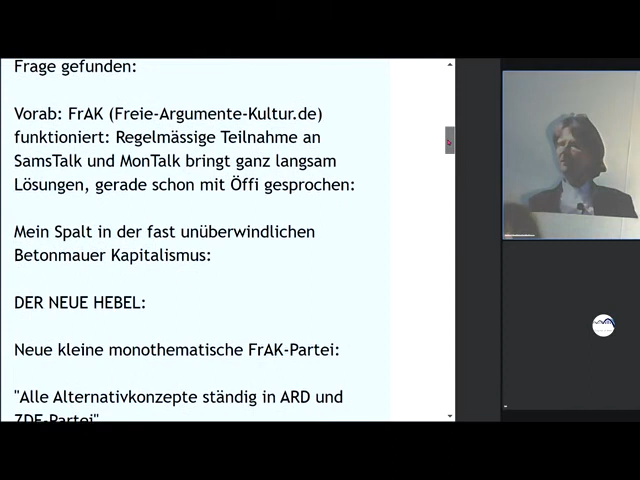 Frage gefunden:
Vorab: FrAK (Freie-Argumente-Kultur.de)
funktioniert: Regelmässige Teilnahme an
SamsTalk und MonTalk bringt ganz langsam
Lösungen, gerade schon mit Öffi gesprochen:
Mein Spalt in der fast unüberwindlichen
Betonmauer Kapitalismus:
DER NEUE HEBEL:
Neue kleine monothematische FrAK-Partei:
"Alle Alternativkonzepte ständig in ARD und
ZDF-Partei"